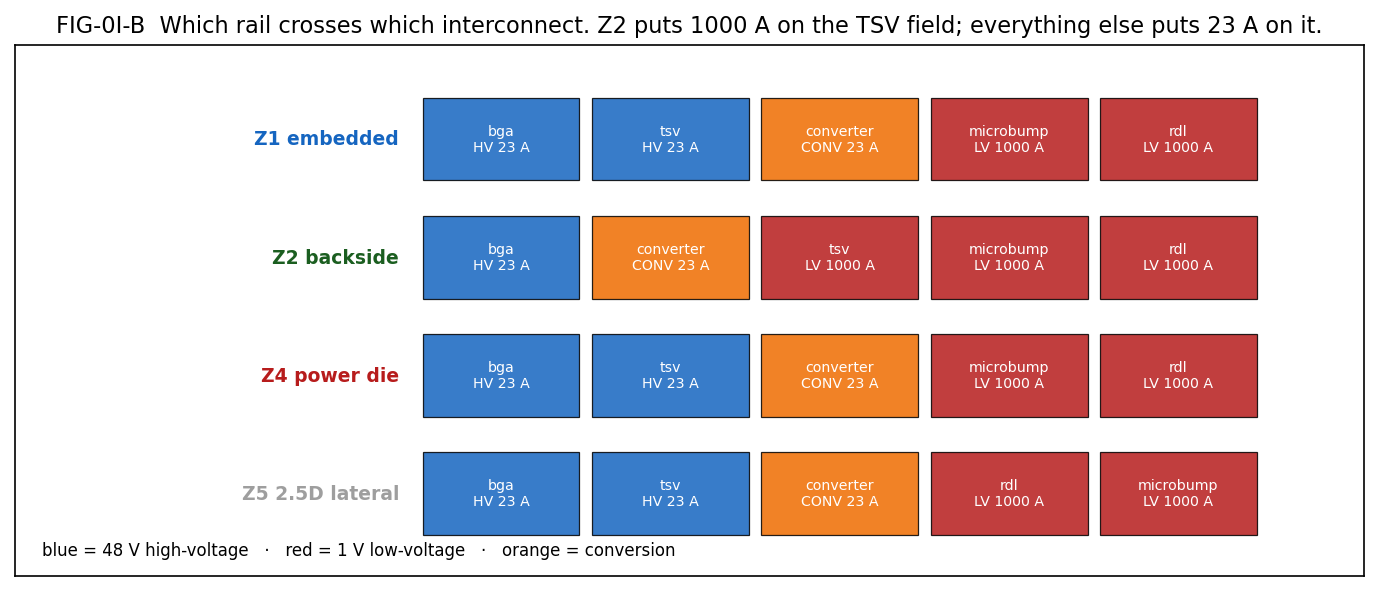 FIG-0I-B  Which rail crosses which interconnect. Z2 puts 1000 A on the TSV field; everything else puts 23 A on it.
Z1 embedded
bga
HV 23 A
tsv
HV 23 A
converter
CONV 23 A
microbump
LV 1000 A
rdl
LV 1000 A
Z2 backside
bga
HV 23 A
converter
CONV 23 A
tsv
LV 1000 A
microbump
LV 1000 A
rdl
LV 1000 A
Z4 power die
bga
HV 23 A
tsv
HV 23 A
converter
CONV 23 A
microbump
LV 1000 A
rdl
LV 1000 A
Z5 2.5D lateral
bga
HV 23 A
tsv
HV 23 A
converter
CONV 23 A
rdl
LV 1000 A
microbump
LV 1000 A
blue = 48 V high-voltage   ·   red = 1 V low-voltage   ·   orange = conversion